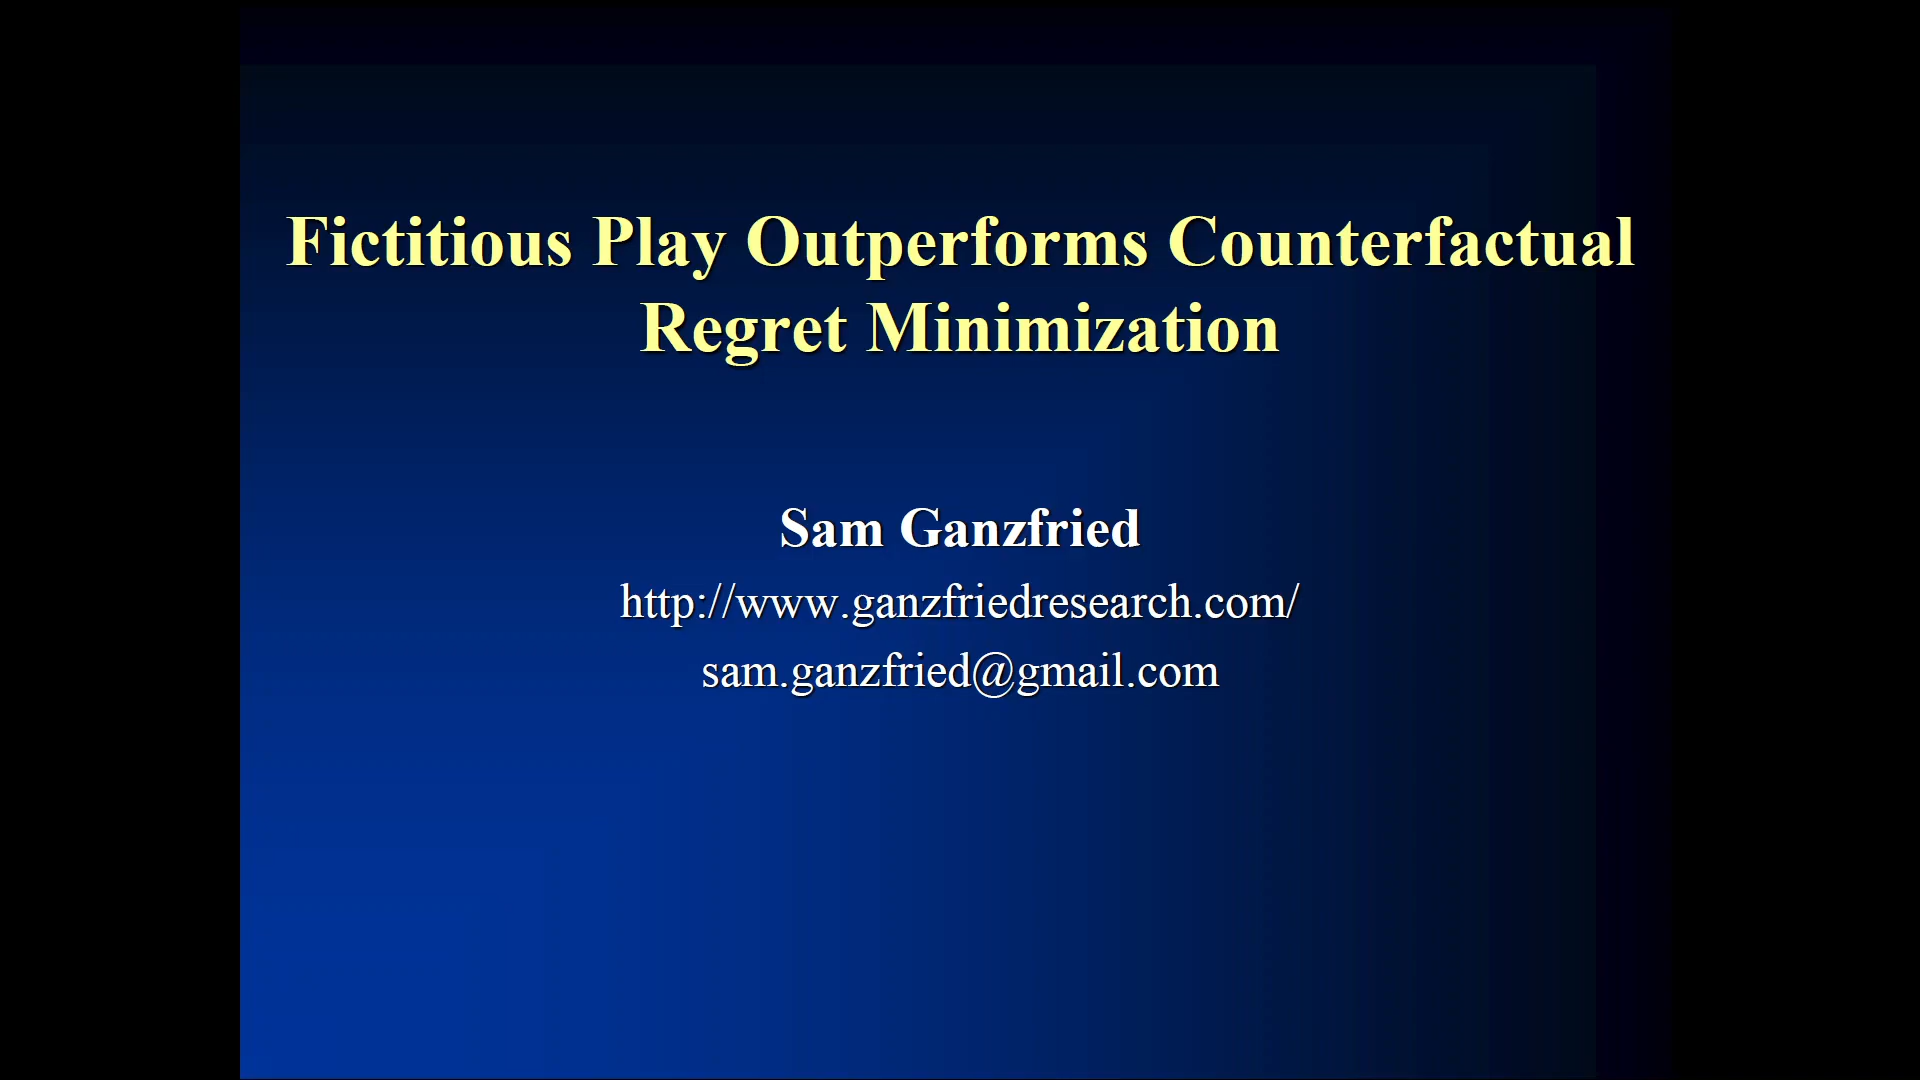 Fictitious Play Outperforms Counterfactual
Regret Minimization
Sam Ganzfried
http://www.ganzfriedresearch.com/
sam.ganzfried@gmail.com